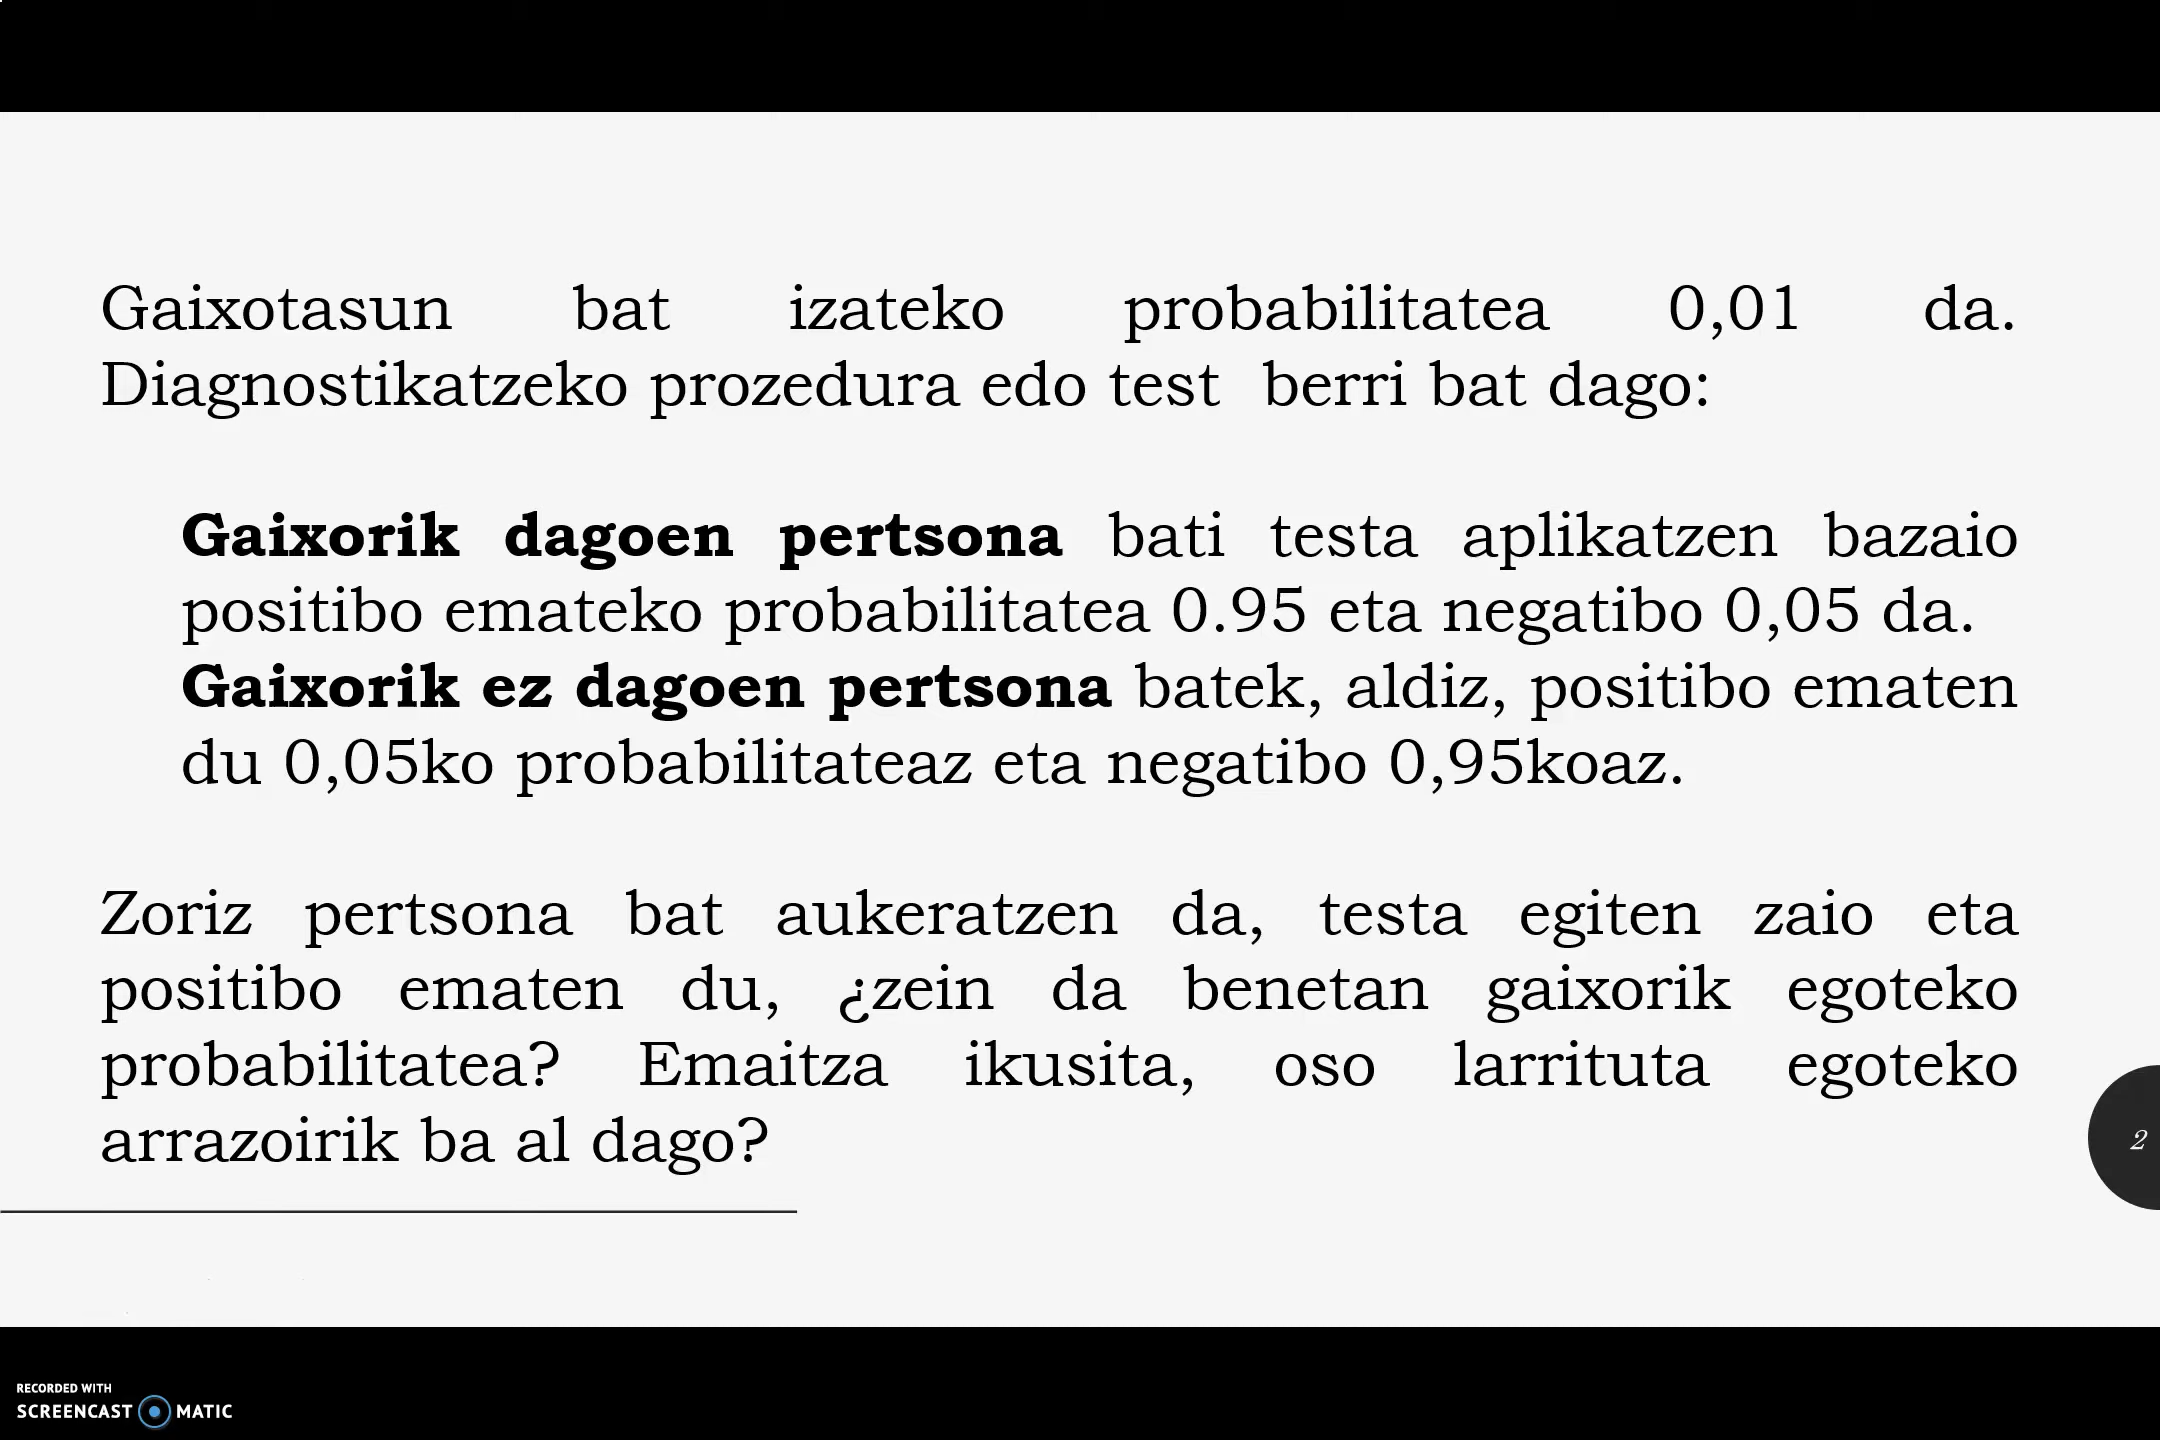 Gaixotasun bat izateko probabilitatea 0,01 da.
Diagnostikatzeko prozedura edo test berri bat dago:
Gaixorik dagoen pertsona bati testa aplikatzen bazaio
positibo emateko probabilitatea 0.95 eta negatibo 0,05 da.
Gaixorik ez dagoen pertsona batek, aldiz, positibo ematen
du 0,05ko probabilitateaz eta negatibo 0,95koaz.
Zoriz pertsona bat aukeratzen da, testa egiten zaio eta
positibo ematen du, ¿zein da benetan gaixorik egoteko
probabilitatea? Emaitza ikusita, oso larrituta egoteko
arrazoirik ba al dago?
2
RECORDED WITH
SCREENCAST MATIC